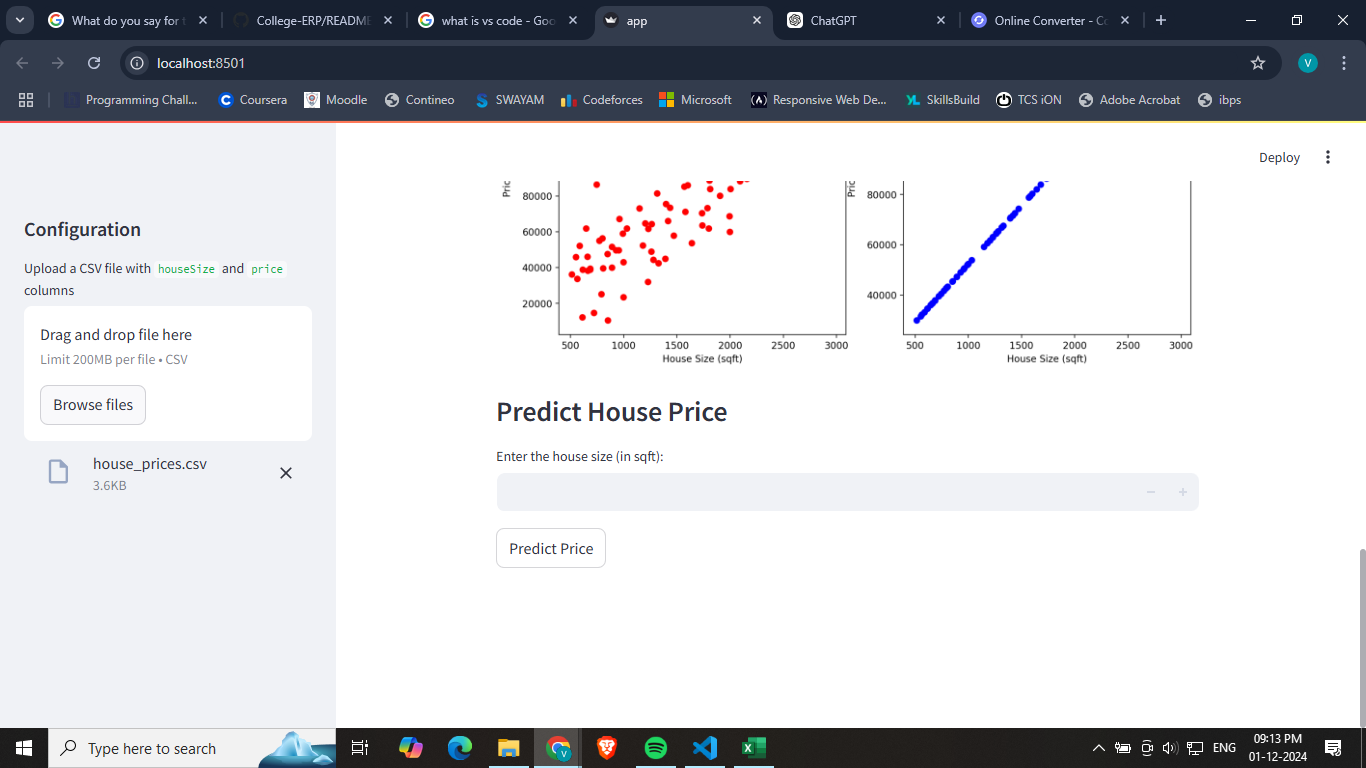 What do you say for t
College-ERP/README
what is vs code - Goo
app
ChatGPT
Online Converter - Co
localhost:8501
V
Programming Chall...
Coursera
Moodle
Contineo
SWAYAM
Codeforces
Microsoft
Responsive Web De...
SkillsBuild
TCS iON
Adobe Acrobat
ibps
Deploy
Configuration
Upload a CSV file with houseSize and price
columns
Drag and drop file here
Limit 200MB per file • CSV
Browse files
house_prices.csv
3.6KB
Pric
80000
60000
40000
20000
500 1000 1500 2000 2500 3000
House Size (sqft)
Pric
80000
60000
40000
500 1000 1500 2000 2500 3000
House Size (sqft)
Predict House Price
Enter the house size (in sqft):
Predict Price
Type here to search
ENG
09:13 PM
01-12-2024